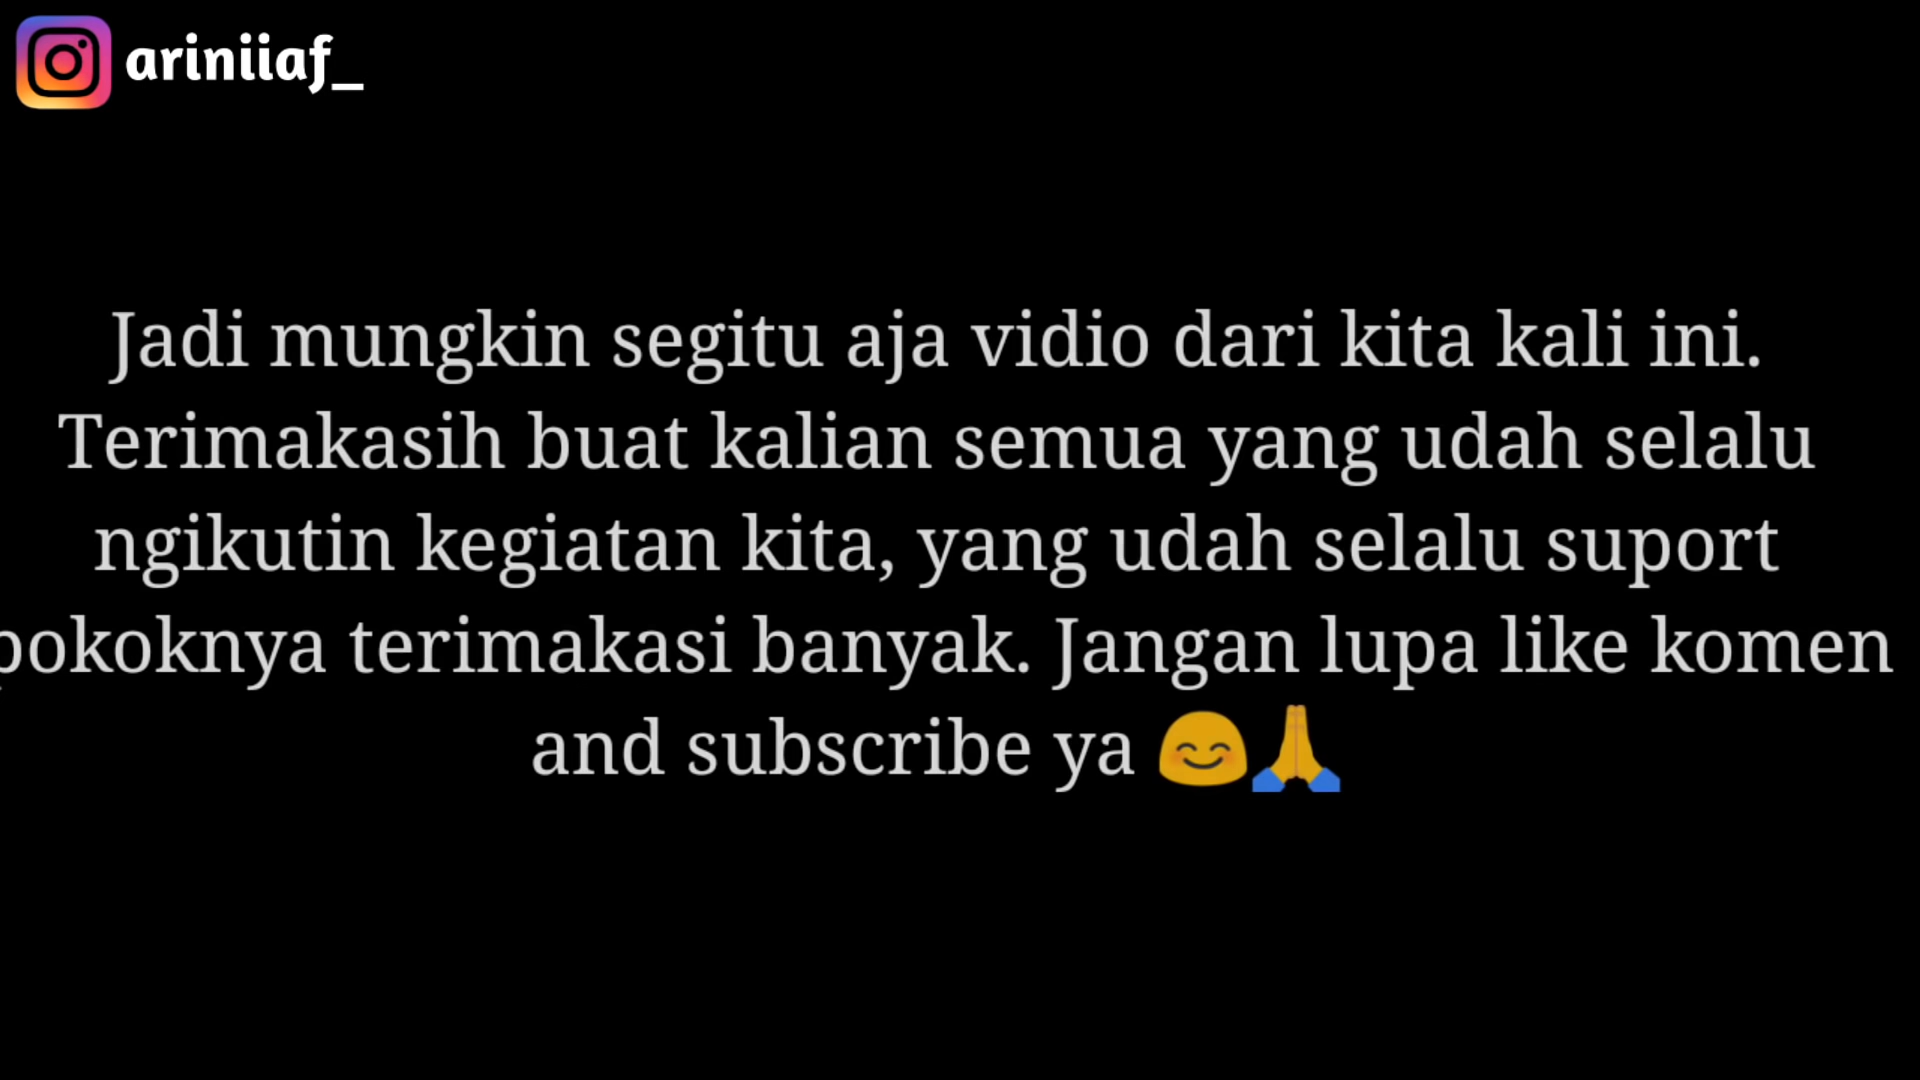 ariniiaf_
Jadi mungkin segitu aja vidio dari kita kali ini.
Terimakasih buat kalian semua yang udah selalu
ngikutin kegiatan kita, yang udah selalu suport
pokoknya terimakasi banyak. Jangan lupa like komen
and subscribe ya 😊🙏